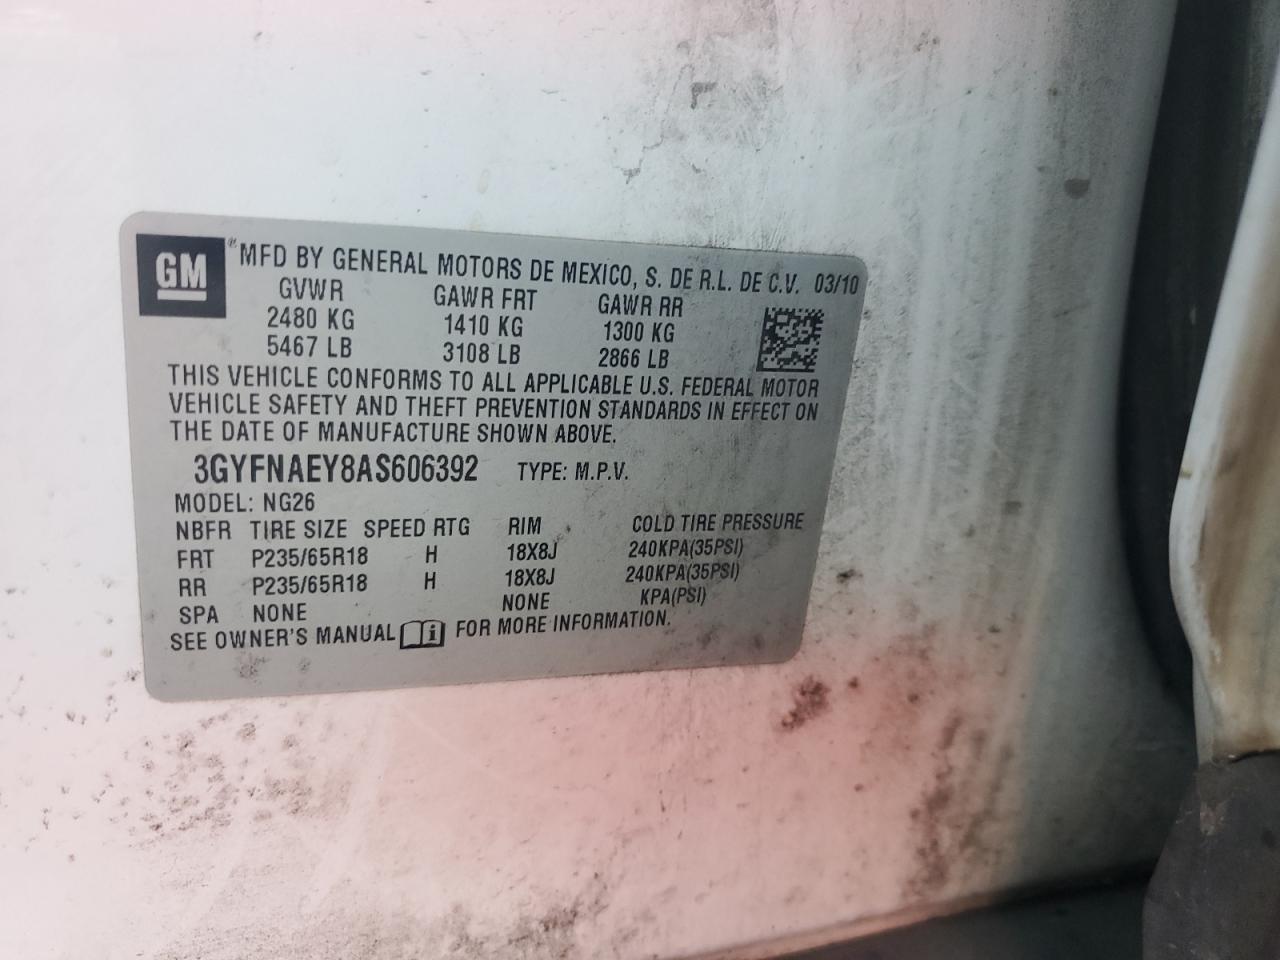 GM ® MFD BY GENERAL MOTORS DE MEXICO, S. DE R.L. DE C.V. 03/10
GVWR GAWR FRT GAWR RR
2480 KG 1410 KG 1300 KG
5467 LB 3108 LB 2866 LB
THIS VEHICLE CONFORMS TO ALL APPLICABLE U.S. FEDERAL MOTOR
VEHICLE SAFETY AND THEFT PREVENTION STANDARDS IN EFFECT ON
THE DATE OF MANUFACTURE SHOWN ABOVE.
3GYFNAEY8AS606392 TYPE: M.P.V.
MODEL: NG26
NBFR TIRE SIZE SPEED RTG RIM COLD TIRE PRESSURE
FRT P235/65R18 H 18X8J 240KPA(35PSI)
RR P235/65R18 H 18X8J 240KPA(35PSI)
SPA NONE NONE KPA(PSI)
SEE OWNER'S MANUAL i FOR MORE INFORMATION.